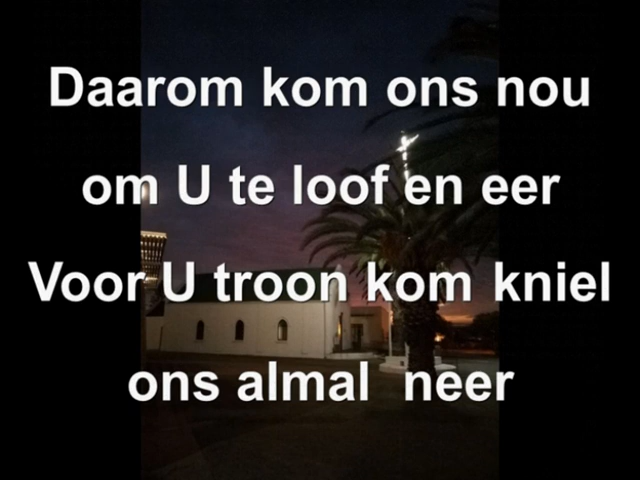 Daarom kom ons nou
om U te loof en eer
Voor U troon kom kniel
ons almal neer